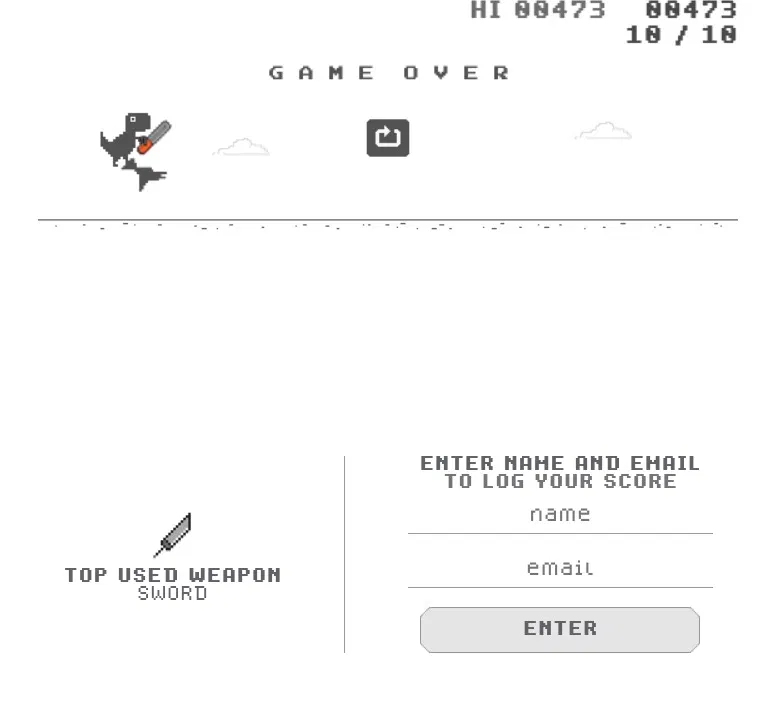 HI 00473 00473
10 / 10
GAME OVER
ENTER NAME AND EMAIL
TO LOG YOUR SCORE
name
email
ENTER
TOP USED WEAPON
SWORD